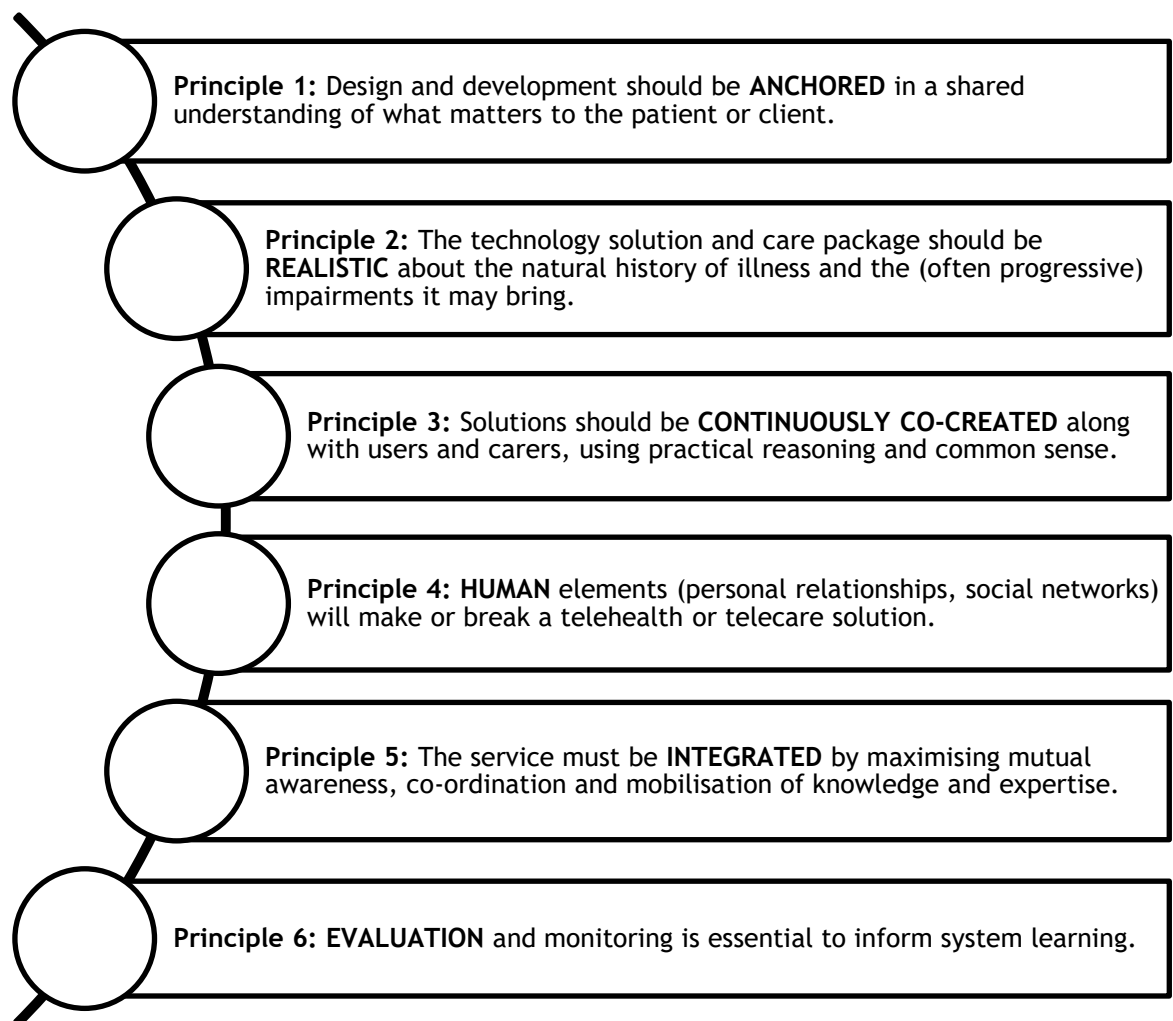 Principle 1: Design and development should be ANCHORED in a shared
understanding of what matters to the patient or client.
Principle 2: The technology solution and care package should be
REALISTIC about the natural history of illness and the (often progressive)
impairments it may bring.
Principle 3: Solutions should be CONTINUOUSLY CO-CREATED along
with users and carers, using practical reasoning and common sense.
Principle 4: HUMAN elements (personal relationships, social networks)
will make or break a telehealth or telecare solution.
Principle 5: The service must be INTEGRATED by maximising mutual
awareness, co-ordination and mobilisation of knowledge and expertise.
Principle 6: EVALUATION and monitoring is essential to inform system learning.